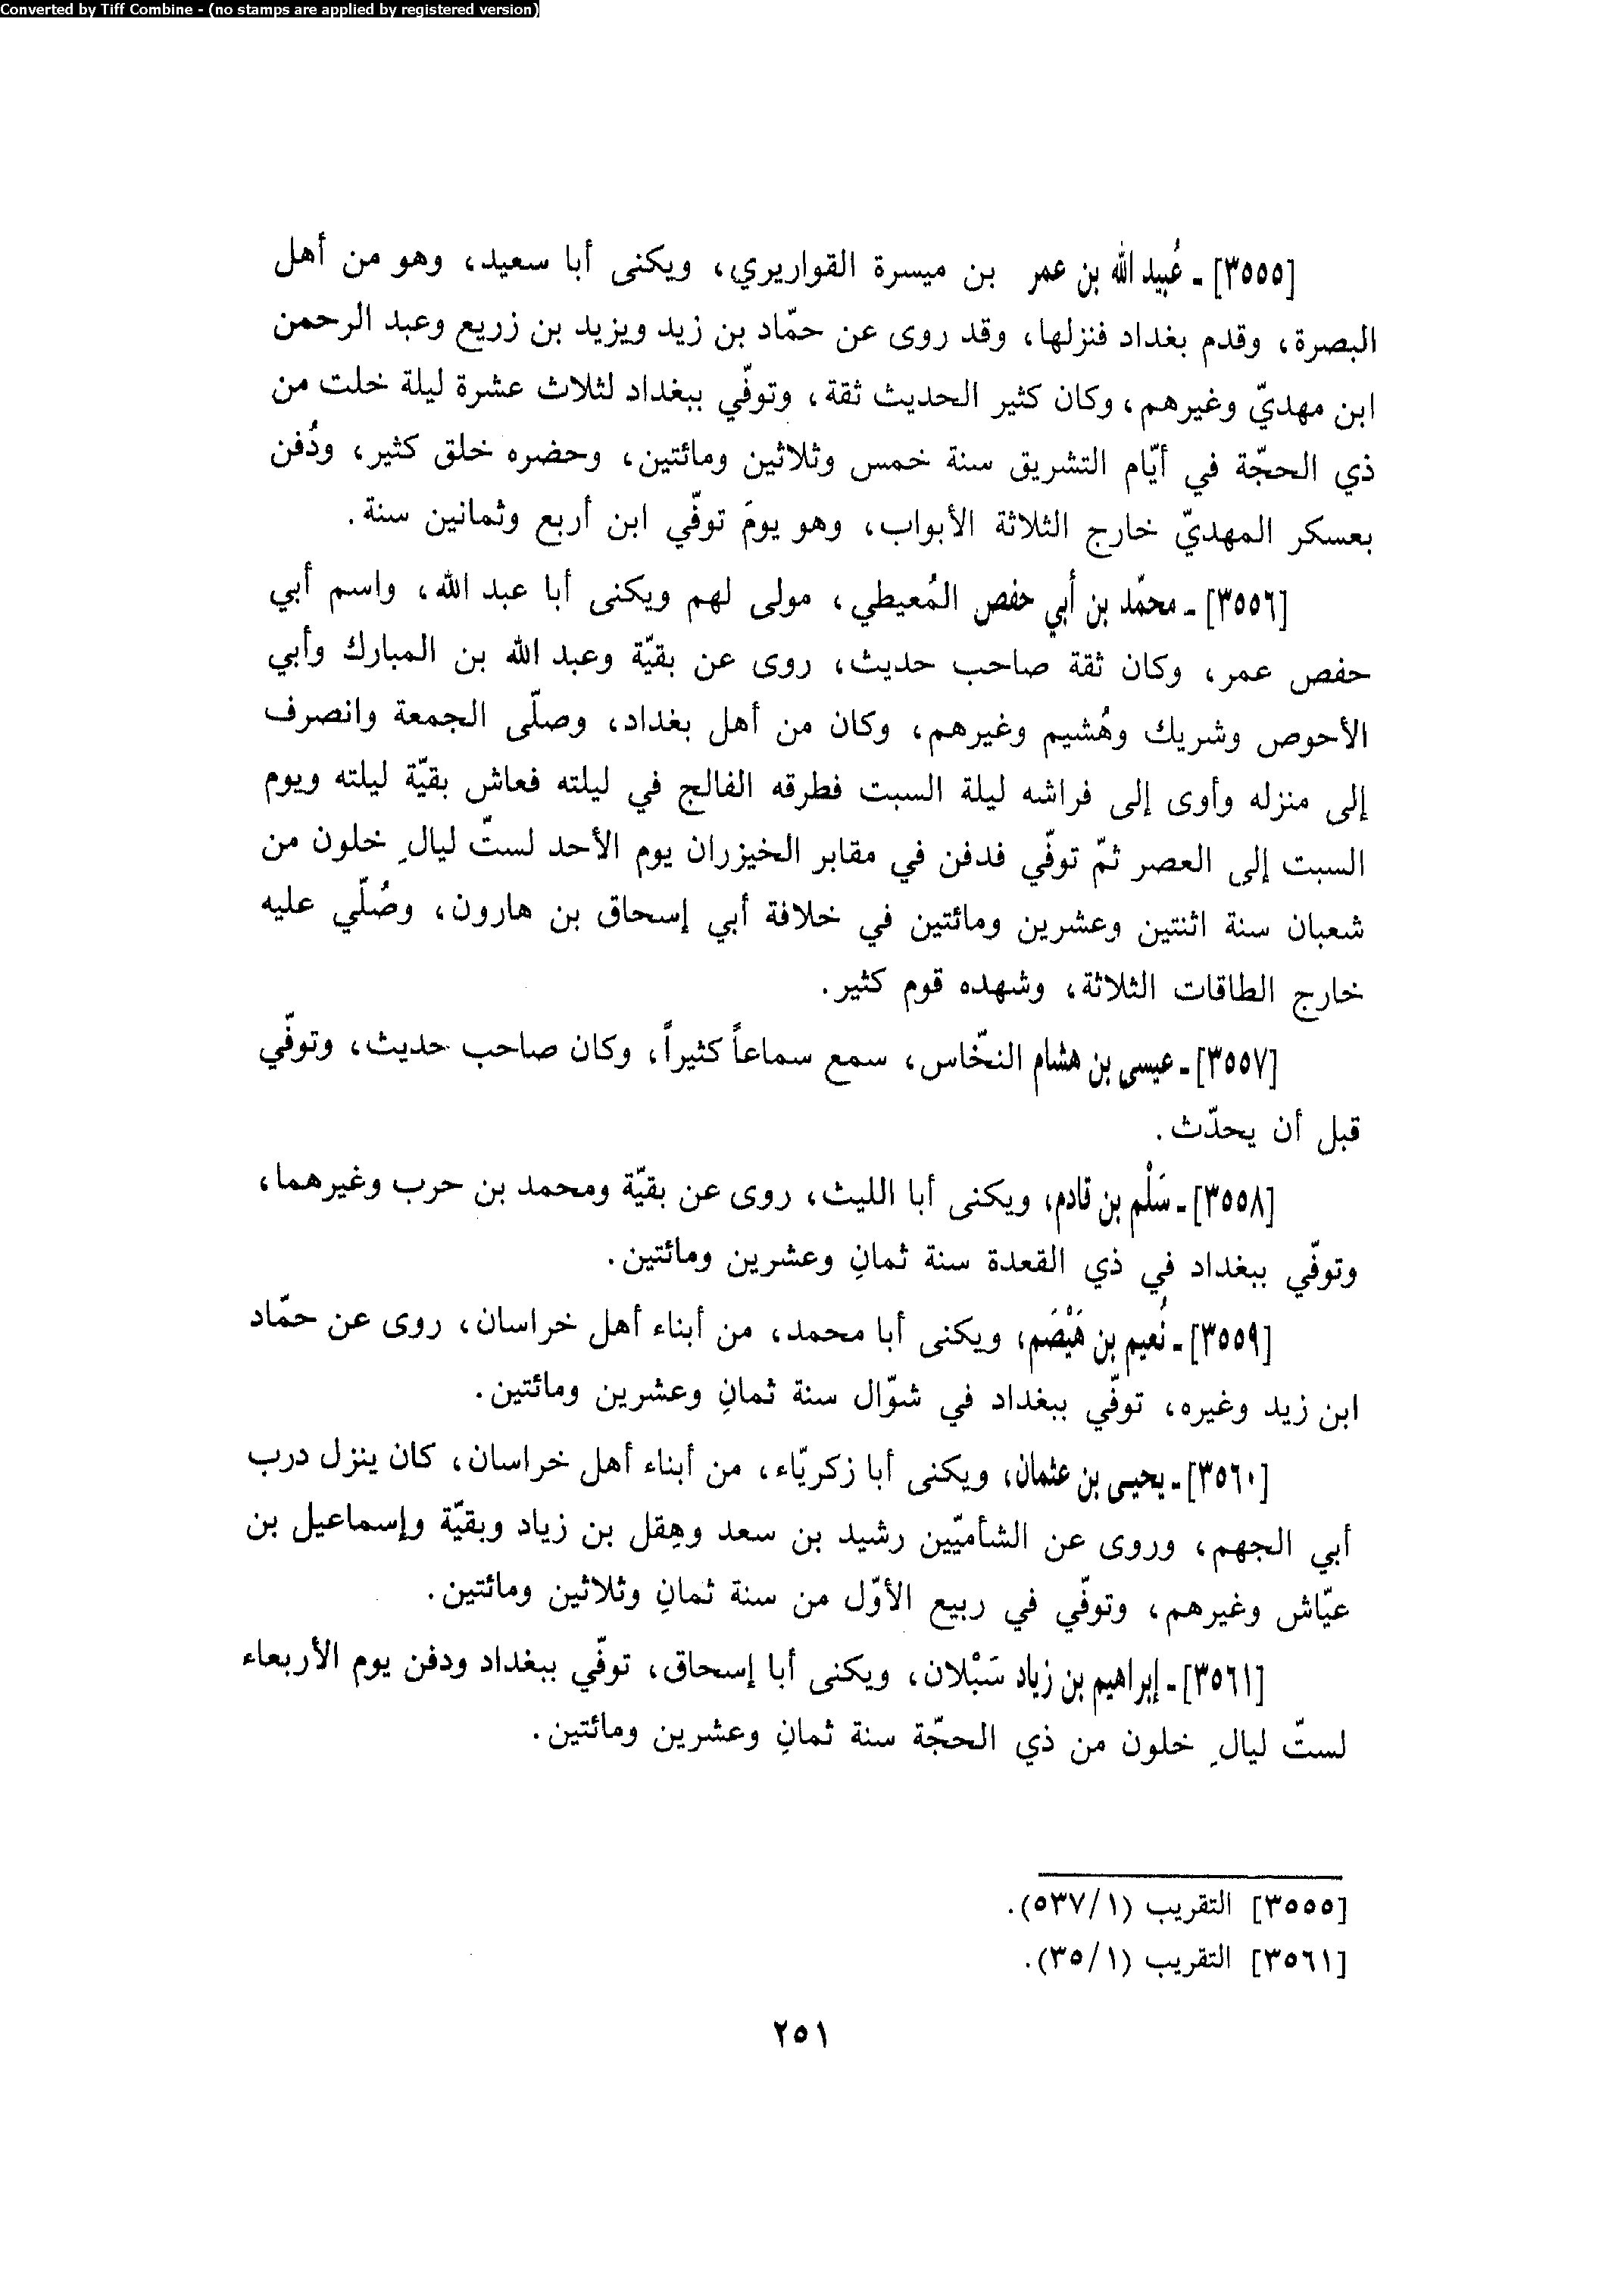 Converted by Tiff Combine - (no stamps are applied by registered version)
[٣٥٥٥] ـ عُبيد الله بن عمر بن ميسرة القواريري، ويكنى أبا سعيد، وهو من أهل
البصرة، وقدم بغداد فنزلها، وقد روى عن حمّاد بن زيد ويزيد بن زريع وعبد الرحمن
ابن مهديّ وغيرهم، وكان كثير الحديث ثقة، وتوفّي ببغداد لثلاث عشرة ليلة خلت من
ذي الحجّة في أيّام التشريق سنة خمس وثلاثين ومائتين، وحضره خلق كثير، ودُفن
بعسكر المهديّ خارج الثلاثة الأبواب، وهو يومَ توفّي ابن أربع وثمانين سنة.
[٣٥٥٦] ـ محمّد بن أبي حفص المُعيطي، مولى لهم ويكنى أبا عبد الله، واسم أبي
حفص عمر، وكان ثقة صاحب حديث، روى عن بقيّة وعبد الله بن المبارك وأبي
الأحوص وشريك وهُشيم وغيرهم، وكان من أهل بغداد، وصلّى الجمعة وانصرف
إلى منزله وأوى إلى فراشه ليلة السبت فطرقه الفالج في ليلته فعاش بقيّة ليلته ويوم
السبت إلى العصر ثمّ توفّي فدفن في مقابر الخيزران يوم الأحد لستّ ليالٍ خلون من
شعبان سنة اثنتين وعشرين ومائتين في خلافة أبي إسحاق بن هارون، وصُلّي عليه
خارج الطاقات الثلاثة، وشهده قوم كثير.
[٣٥٥٧] ـ عيسى بن هشام النخّاس، سمع سماعاً كثيراً، وكان صاحب حديث، وتوفّي
قبل أن يحدّث.
[٣٥٥٨] ـ سَلْم بن قادم، ويكنى أبا الليث، روى عن بقيّة ومحمد بن حرب وغيرهما،
وتوفّي ببغداد في ذي القعدة سنة ثمانِ وعشرين ومائتين.
[٣٥٥٩] ـ نُعيم بن هَيْصَم، ويكنى أبا محمد، من أبناء أهل خراسان، روى عن حمّاد
ابن زيد وغيره، توفّي ببغداد في شوّال سنة ثمانِ وعشرين ومائتين.
[٣٥٦٠] ـ يحيى بن عثمان، ويكنى أبا زكريّاء، من أبناء أهل خراسان، كان ينزل درب
أبي الجهم، وروى عن الشأميّين رشيد بن سعد وهِقل بن زياد وبقيّة وإسماعيل بن
عيّاش وغيرهم، وتوفّي في ربيع الأوّل من سنة ثمانِ وثلاثين ومائتين.
[٣٥٦١] ـ إبراهيم بن زياد سَبْلان، ويكنى أبا إسحاق، توفّي ببغداد ودفن يوم الأربعاء
لستّ ليالٍ خلون من ذي الحجّة سنة ثمانِ وعشرين ومائتين.
[٣٥٥٥] التقريب (٥٣٧/١).
[٣٥٦١] التقريب (٣٥/١).
٢٥١